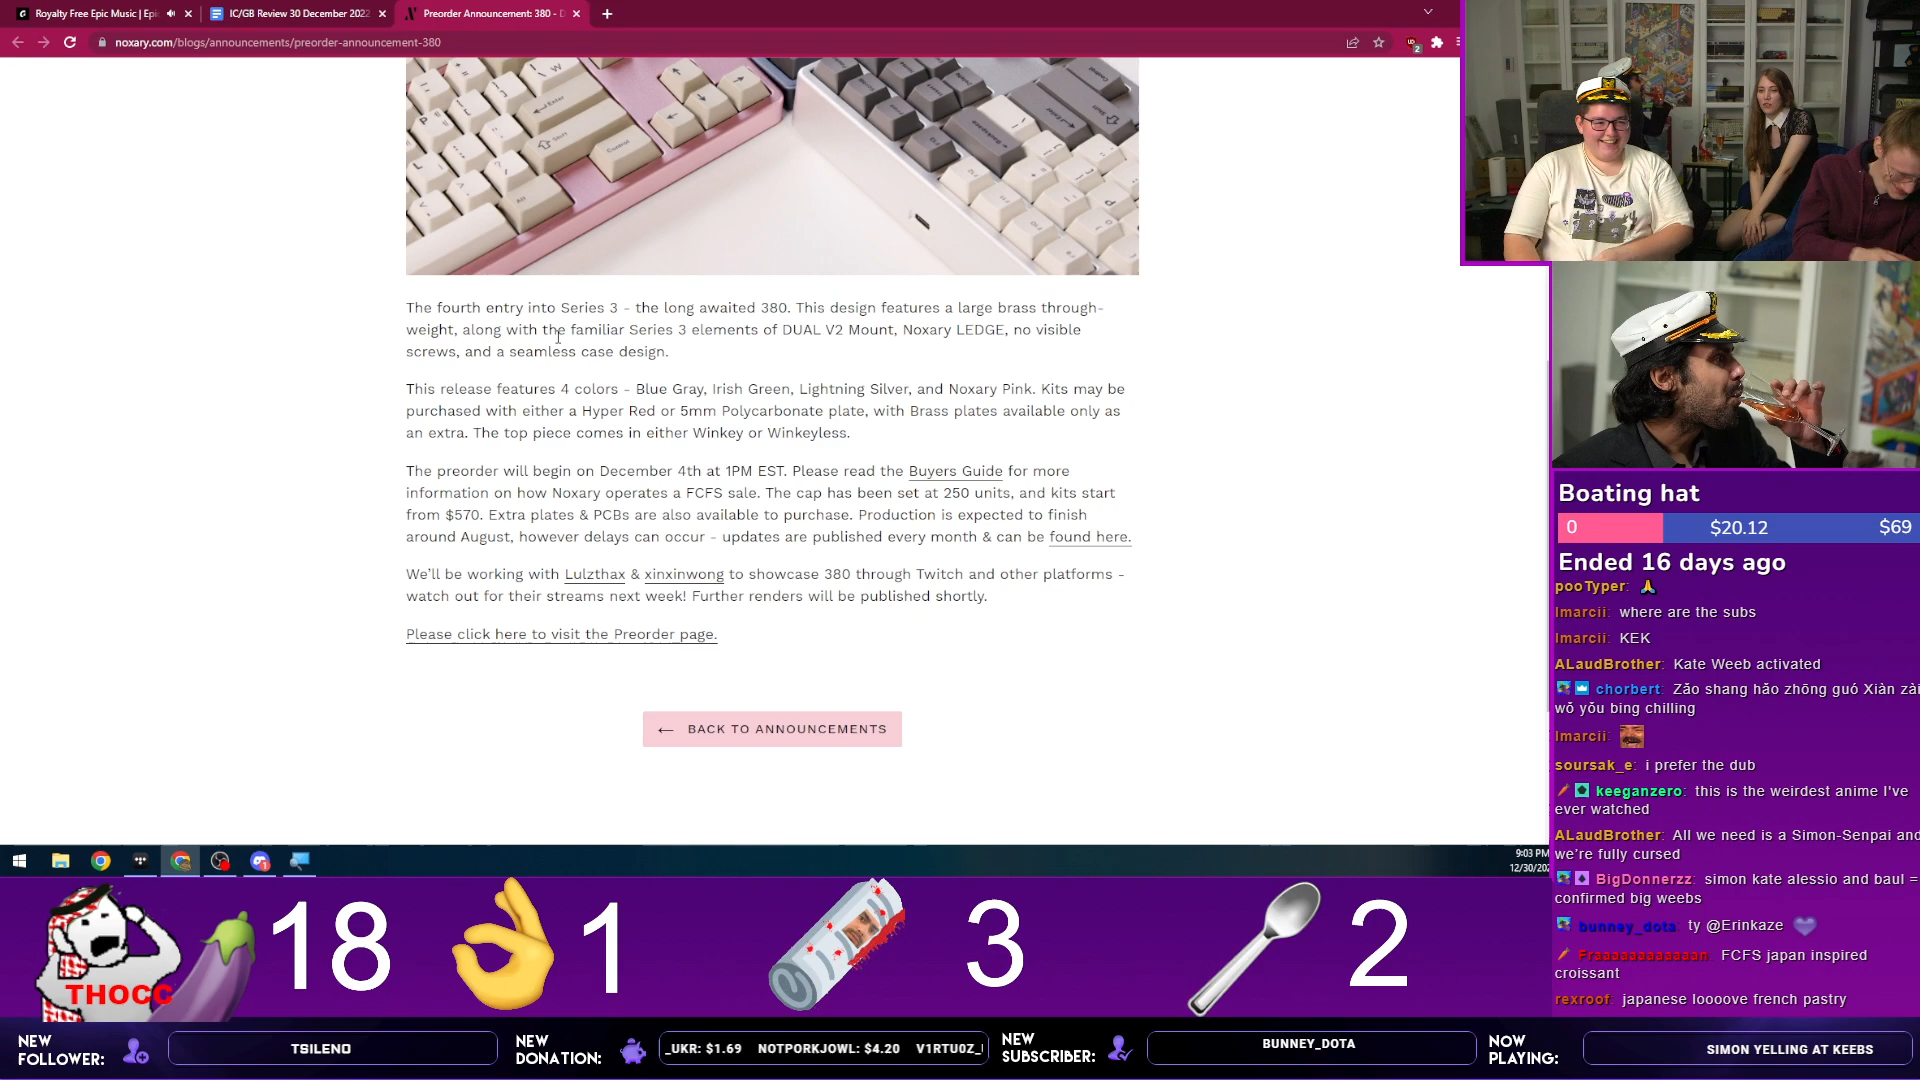 Royalty Free Epic Music | Epi
IC/GB Review 30 December 2022
Preorder Announcement: 380 - D
noxary.com/blogs/announcements/preorder-announcement-380
The fourth entry into Series 3 - the long awaited 380. This design features a large brass through-
weight, along with the familiar Series 3 elements of DUAL V2 Mount, Noxary LEDGE, no visible
screws, and a seamless case design.
This release features 4 colors - Blue Gray, Irish Green, Lightning Silver, and Noxary Pink. Kits may be
purchased with either a Hyper Red or 5mm Polycarbonate plate, with Brass plates available only as
an extra. The top piece comes in either Winkey or Winkeyless.
The preorder will begin on December 4th at 1PM EST. Please read the Buyers Guide for more
information on how Noxary operates a FCFS sale. The cap has been set at 250 units, and kits start
from $570. Extra plates & PCBs are also available to purchase. Production is expected to finish
around August, however delays can occur - updates are published every month & can be found here.
We'll be working with Lulzthax & xinxinwong to showcase 380 through Twitch and other platforms -
watch out for their streams next week! Further renders will be published shortly.
Please click here to visit the Preorder page.
← BACK TO ANNOUNCEMENTS
9:03 PM
12/30/202
Boating hat
0 $20.12 $69
Ended 16 days ago
pooTyper:
lmarcii: where are the subs
lmarcii: KEK
ALaudBrother: Kate Weeb activated
chorbert: Zǎo shang hǎo zhōng guó Xiàn zài
wǒ yǒu bing chilling
lmarcii:
soursak_e: i prefer the dub
keeganzero: this is the weirdest anime I've
ever watched
ALaudBrother: All we need is a Simon-Senpai and
we're fully cursed
BigDonnerzz: simon kate alessio and baul =
confirmed big weebs
bunney_dota: ty @Erinkaze
Fraaaaaaaaaaaan: FCFS japan inspired
croissant
rexroof: japanese looove french pastry
THOCC
18 1 3 2
NEW
FOLLOWER:
TSILENO
NEW
DONATION:
_UKR: $1.69 NOTPORKJOWL: $4.20 V1RTU0Z_
NEW
SUBSCRIBER:
BUNNEY_DOTA
NOW
PLAYING:
SIMON YELLING AT KEEBS